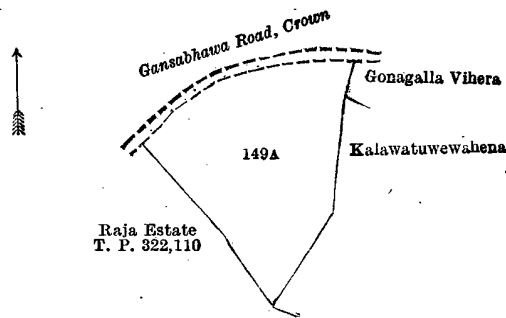 Gansabhawa Road, Crown
Gonagalla Vihera
149A
Kalawatuwewahena
Raja Estate
T. P. 322,110